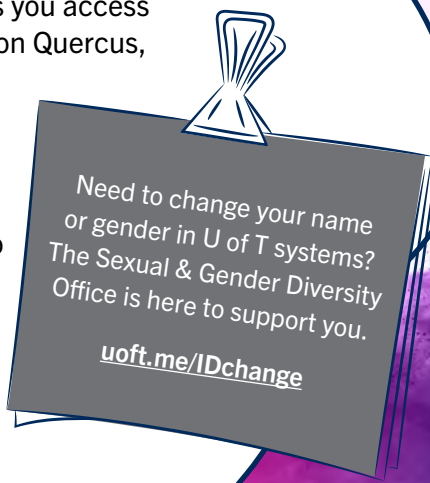 s you access
on Quercus,
Need to change your name
or gender in U of T systems?
The Sexual & Gender Diversity
Office is here to support you.
uoft.me/IDchange